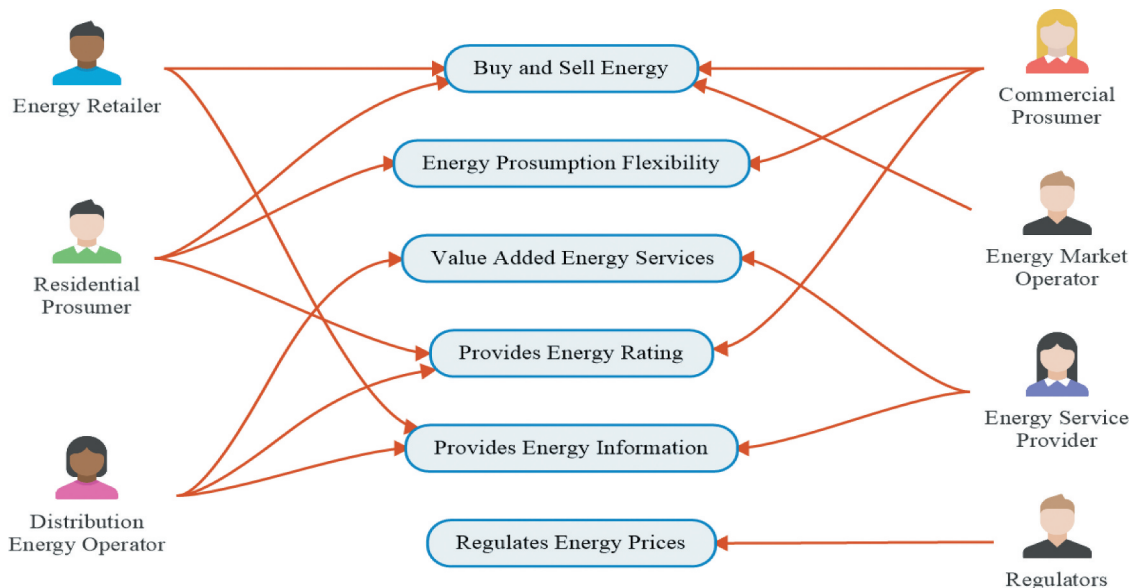 Energy Retailer
Residential
Prosumer
Distribution
Energy Operator
Buy and Sell Energy
Energy Prosumption Flexibility
Value Added Energy Services
Provides Energy Rating
Provides Energy Information
Regulates Energy Prices
Commercial
Prosumer
Energy Market
Operator
Energy Service
Provider
Regulators